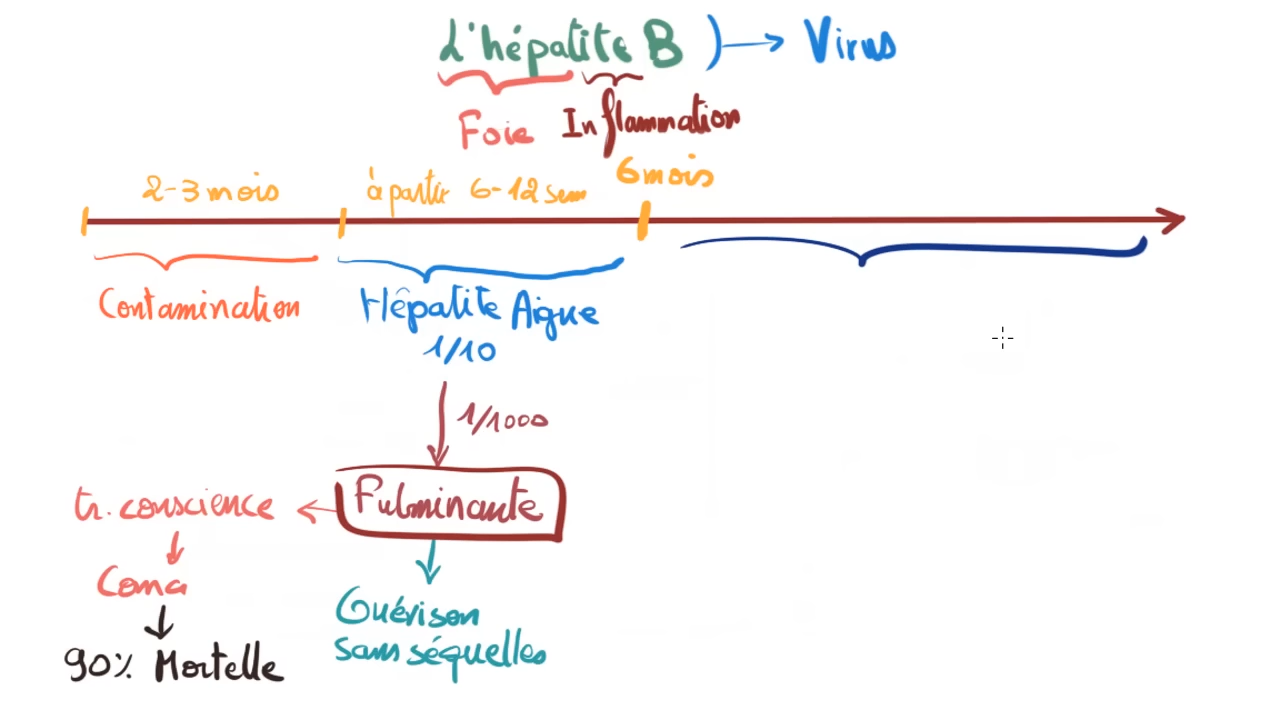 L'hépatite B ) → Virus
Foie Inflammation
2-3 mois à partir 6-12 sem 6 mois
Contamination Hépatite Aigue
1/10
1/1000
Fulminante
tr. conscience
Coma
90% Mortelle
Guérison
sans séquelles